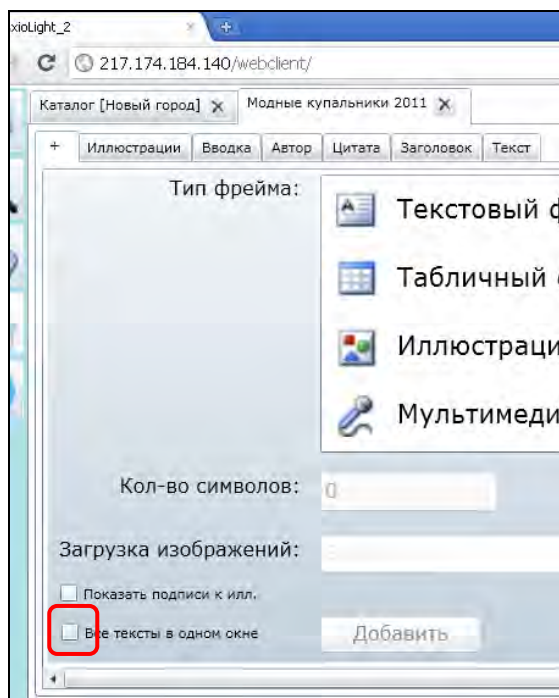 xioLight_2
217.174.184.140/webclient/
Каталог [Новый город] Модные купальники 2011
+ Иллюстрации Вводка Автор Цитата Заголовок Текст
Тип фрейма:
Текстовый ф
Табличный
Иллюстраци
Мультимеди
Кол-во символов: 0
Загрузка изображений:
Показать подписи к илл.
Все тексты в одном окне Добавить